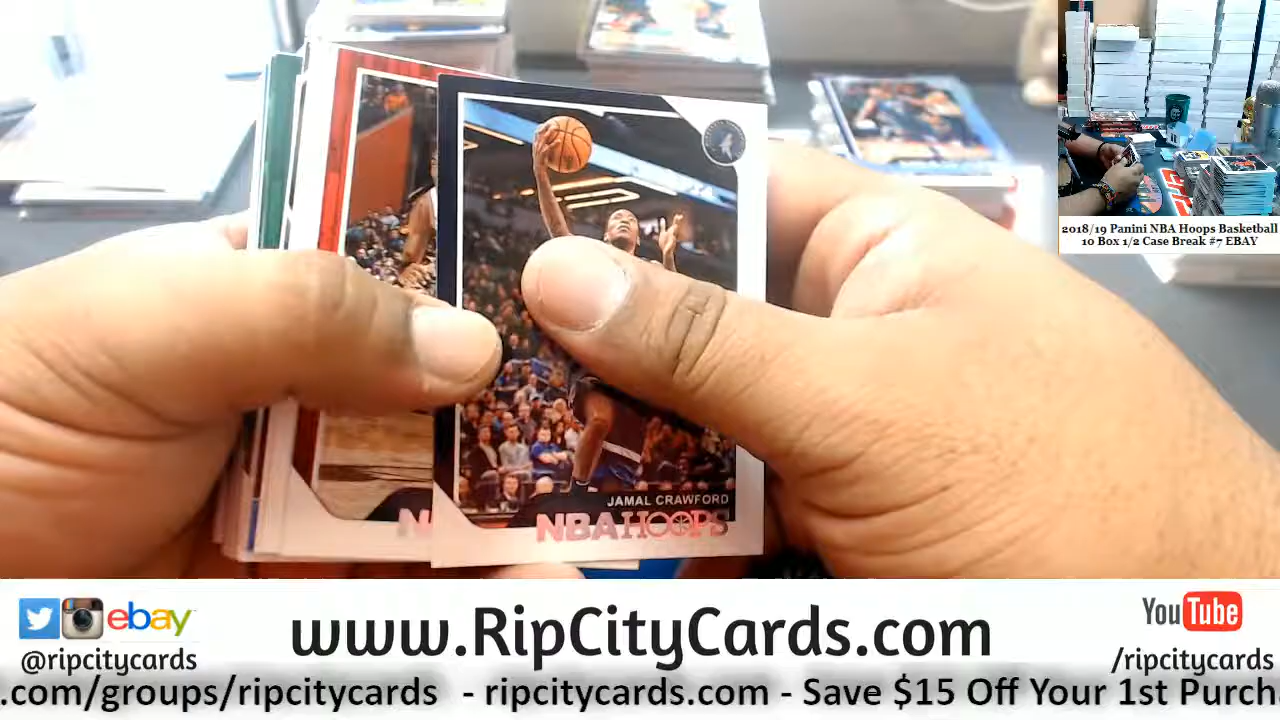 2018/19 Panini NBA Hoops Basketball
10 Box 1/2 Case Break #7 EBAY
JAMAL CRAWFORD
NBA HOOPS
N
ebay
@ripcitycards
www.RipCityCards.com
YouTube
/ripcitycards
.com/groups/ripcitycards - ripcitycards.com - Save $15 Off Your 1st Purch